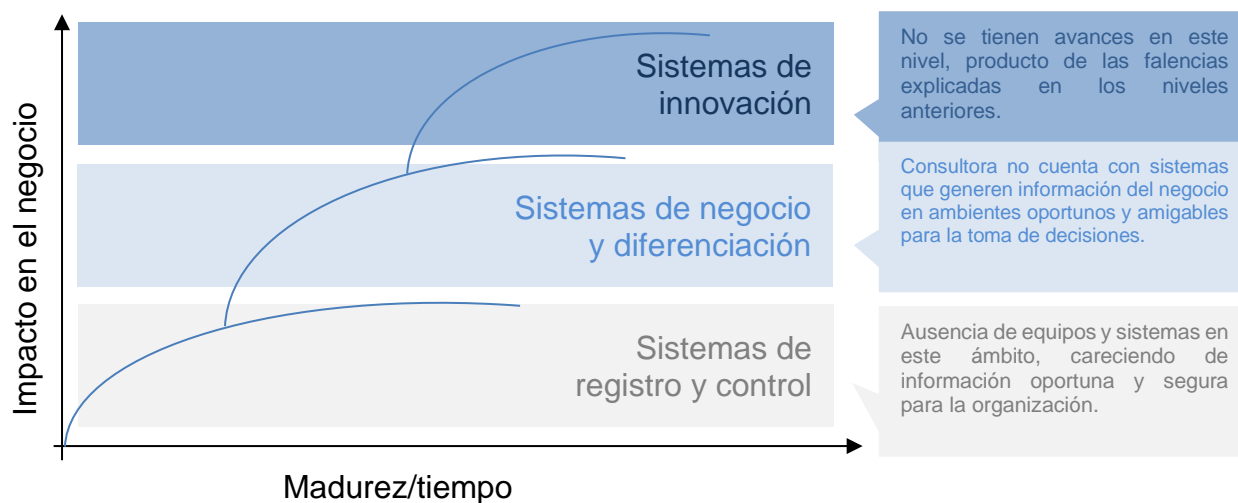 Impacto en el negocio
Sistemas de
innovación
No se tienen avances en este
nivel, producto de las falencias
explicadas en los niveles
anteriores.
Sistemas de negocio
y diferenciación
Consultora no cuenta con sistemas
que generen información del negocio
en ambientes oportunos y amigables
para la toma de decisiones.
Sistemas de
registro y control
Ausencia de equipos y sistemas en
este ámbito, careciendo de
información oportuna y segura
para la organización.
Madurez/tiempo